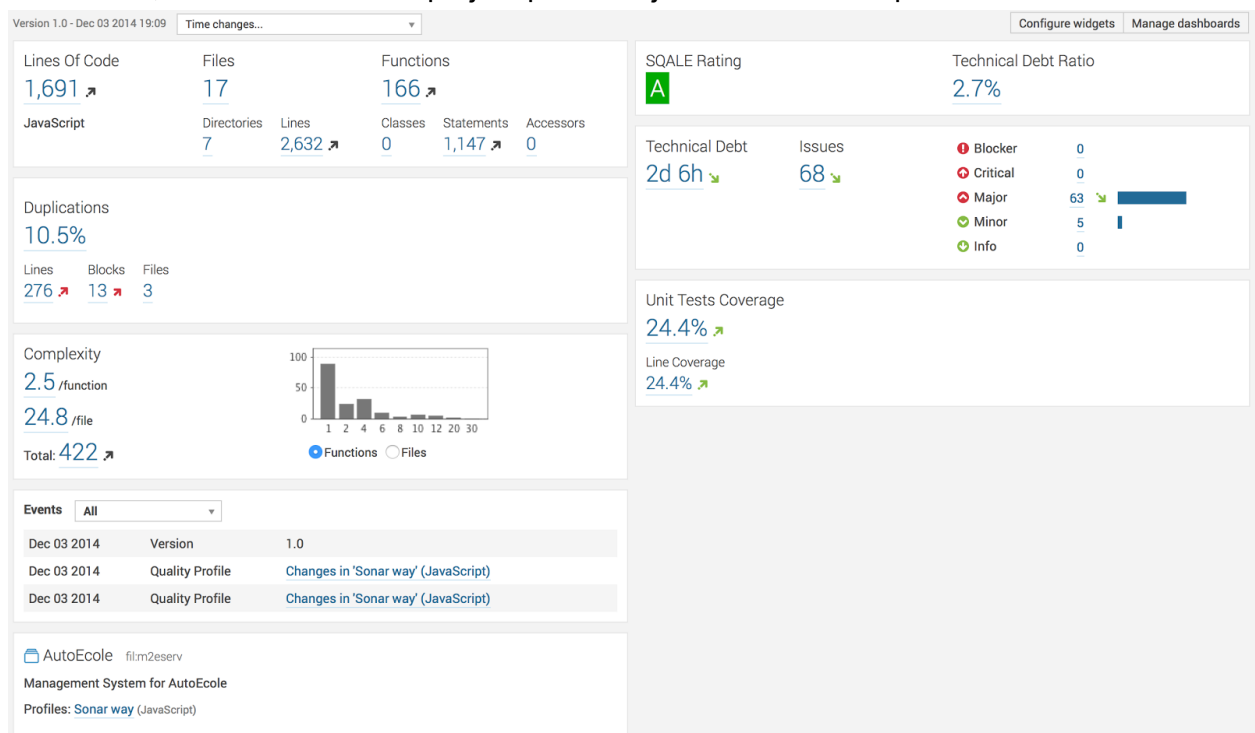 Version 1.0 - Dec 03 2014 19:09 Time changes... Configure widgets Manage dashboards
Lines Of Code Files Functions
1,691 17 166
JavaScript Directories Lines Classes Statements Accessors
7 2,632 0 1,147 0
Duplications
10.5%
Lines Blocks Files
276 13 3
Complexity
2.5 /function
24.8 /file
Total: 422
100
50
0
1 2 4 6 8 10 12 20 30
Functions Files
Events All
Dec 03 2014 Version 1.0
Dec 03 2014 Quality Profile Changes in 'Sonar way' (JavaScript)
Dec 03 2014 Quality Profile Changes in 'Sonar way' (JavaScript)
AutoEcole fil:m2eserv
Management System for AutoEcole
Profiles: Sonar way (JavaScript)
SQALE Rating Technical Debt Ratio
A 2.7%
Technical Debt Issues
2d 6h 68
Blocker 0
Critical 0
Major 63
Minor 5
Info 0
Unit Tests Coverage
24.4%
Line Coverage
24.4%